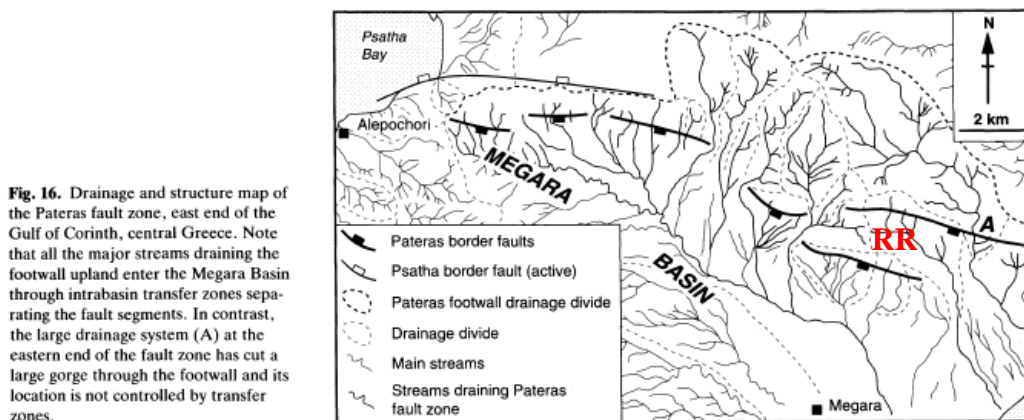 Fig. 16. Drainage and structure map of
the Pateras fault zone, east end of the
Gulf of Corinth, central Greece. Note
that all the major streams draining the
footwall upland enter the Megara Basin
through intrabasin transfer zones sepa-
rating the fault segments. In contrast,
the large drainage system (A) at the
eastern end of the fault zone has cut a
large gorge through the footwall and its
location is not controlled by transfer
zones.
Psatha
Bay
N
2 km
Alepochori
MEGARA
BASIN
A
RR
Pateras border faults
Psatha border fault (active)
Pateras footwall drainage divide
Drainage divide
Main streams
Streams draining Pateras
fault zone
Megara